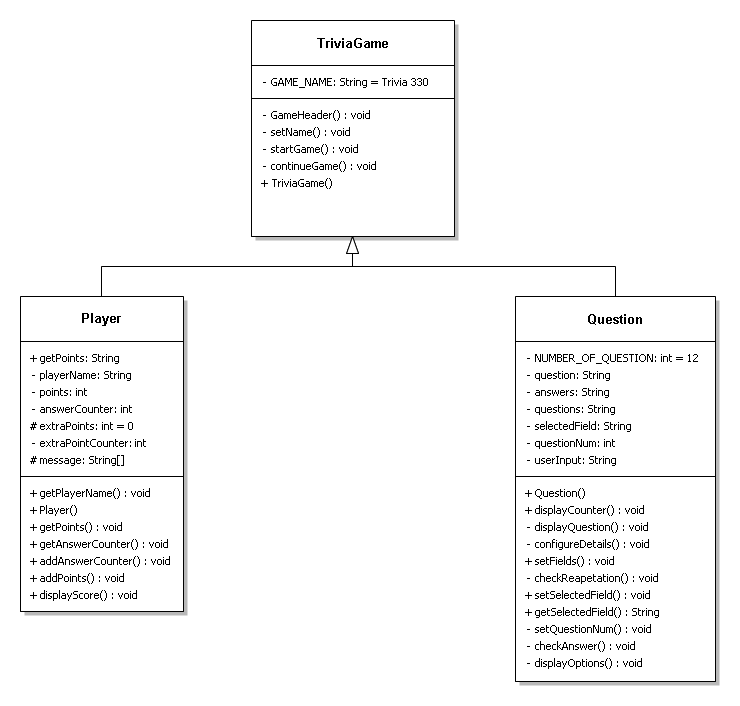 TriviaGame
- GAME_NAME: String = Trivia 330
- GameHeader() : void
- setName() : void
- startGame() : void
- continueGame() : void
+ TriviaGame()
Player
+ getPoints: String
- playerName: String
- points: int
- answerCounter: int
# extraPoints: int = 0
- extraPointCounter: int
# message: String[]
+ getPlayerName() : void
+ Player()
+ getPoints() : void
+ getAnswerCounter() : void
+ addAnswerCounter() : void
+ addPoints() : void
+ displayScore() : void
Question
- NUMBER_OF_QUESTION: int = 12
- question: String
- answers: String
- questions: String
- selectedField: String
- questionNum: int
- userInput: String
+ Question()
+ displayCounter() : void
- displayQuestion() : void
- configureDetails() : void
+ setFields() : void
- checkReapetation() : void
+ setSelectedField() : void
+ getSelectedField() : String
- setQuestionNum() : void
- checkAnswer() : void
- displayOptions() : void